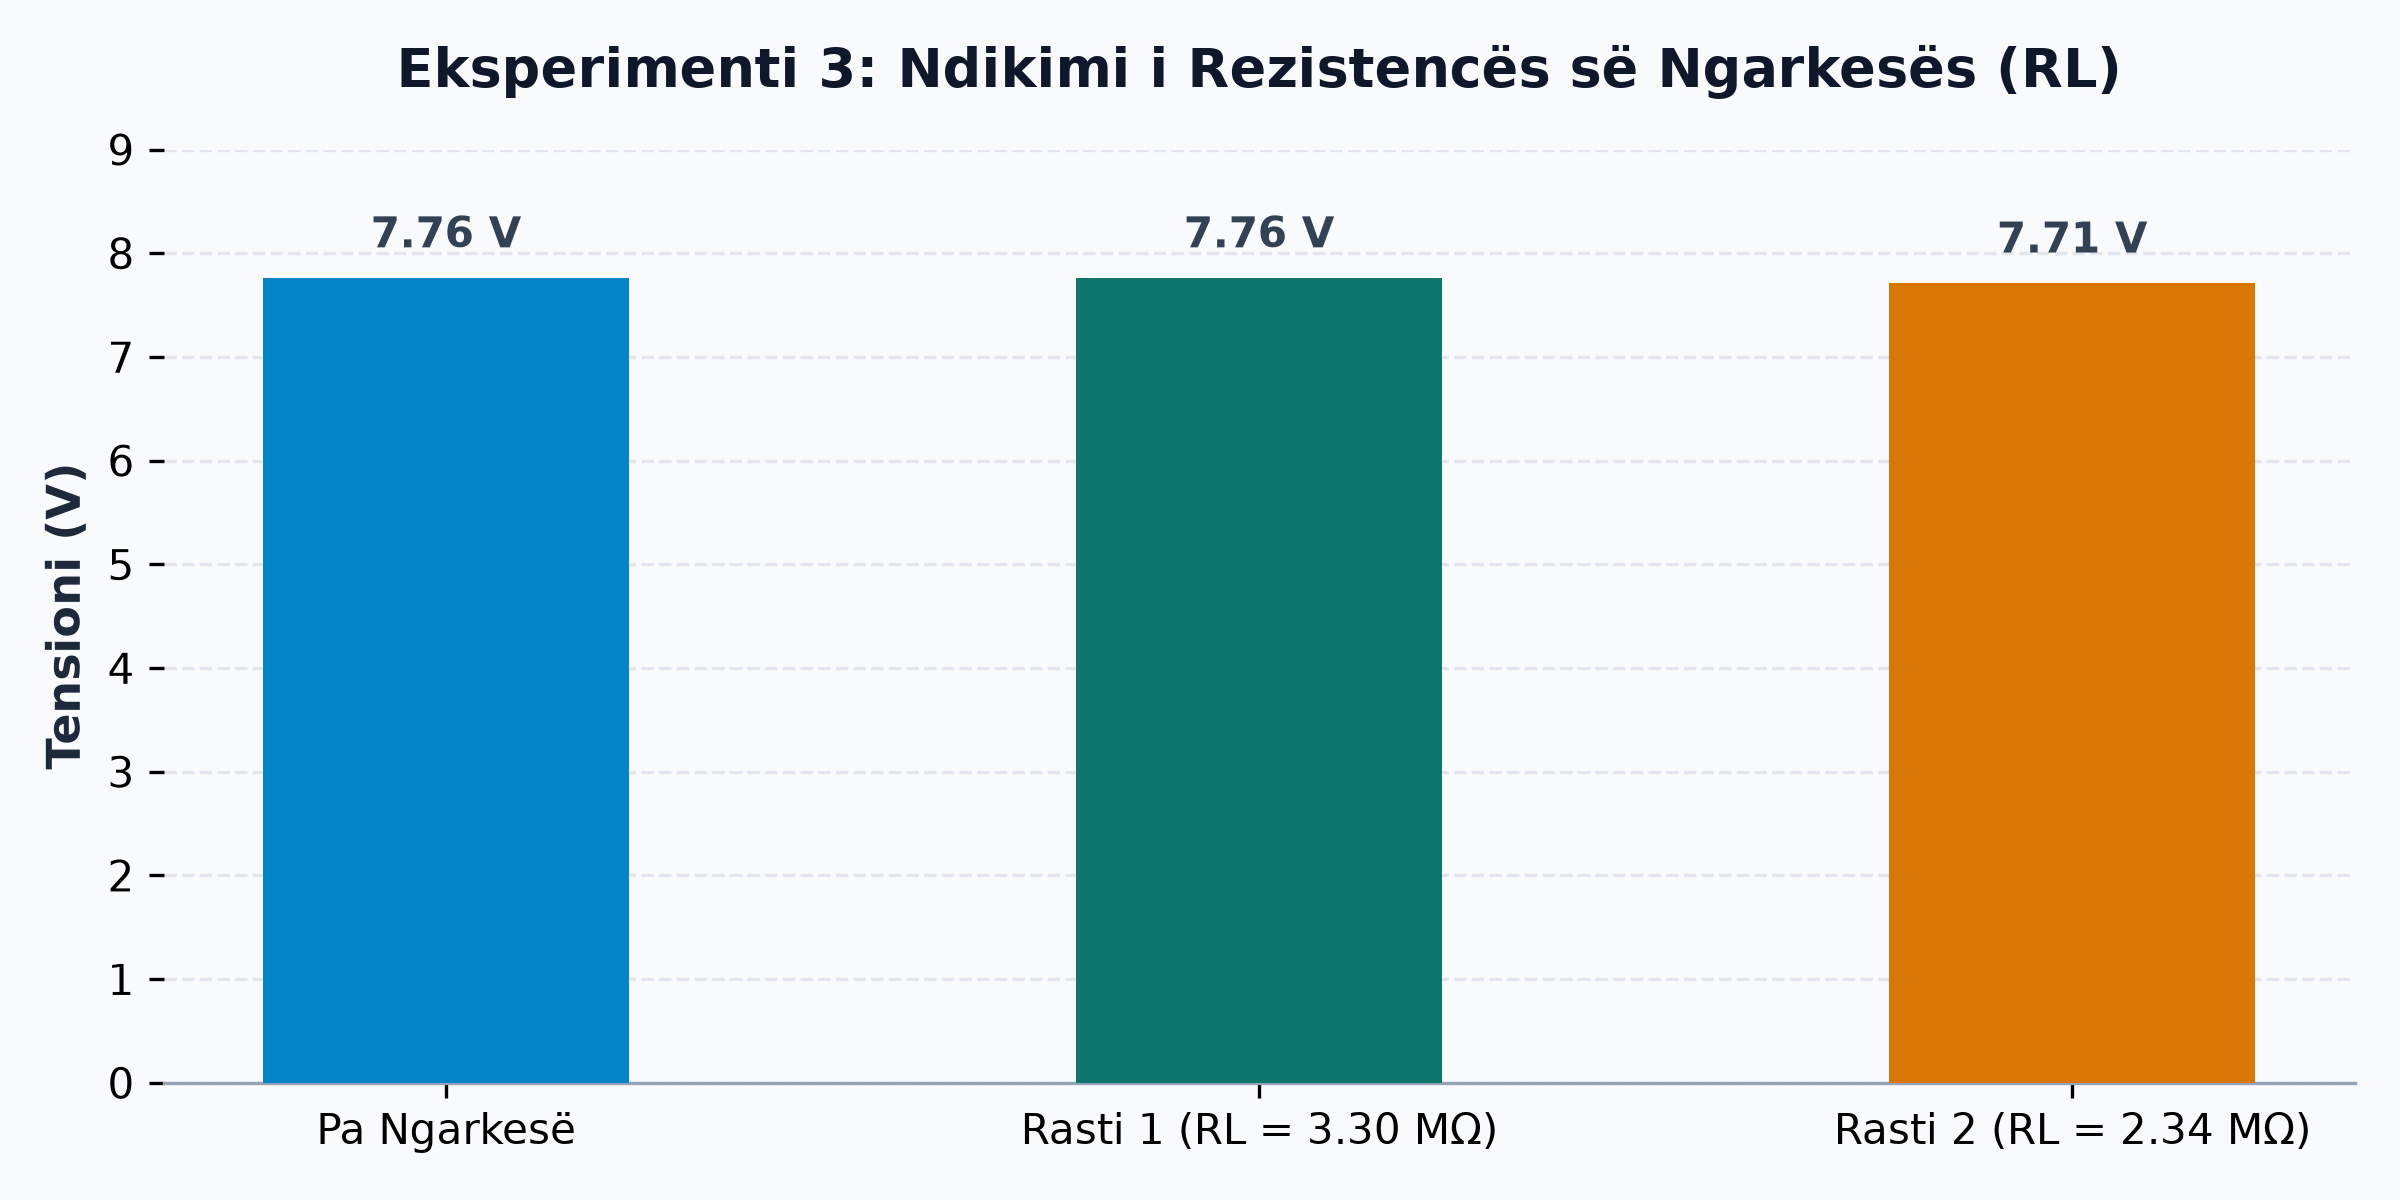 Eksperimenti 3: Ndikimi i Rezistencës së Ngarkesës (RL)
Tensioni (V)
9
8
7
6
5
4
3
2
1
0
7.76 V
7.76 V
7.71 V
Pa Ngarkesë
Rasti 1 (RL = 3.30 MΩ)
Rasti 2 (RL = 2.34 MΩ)